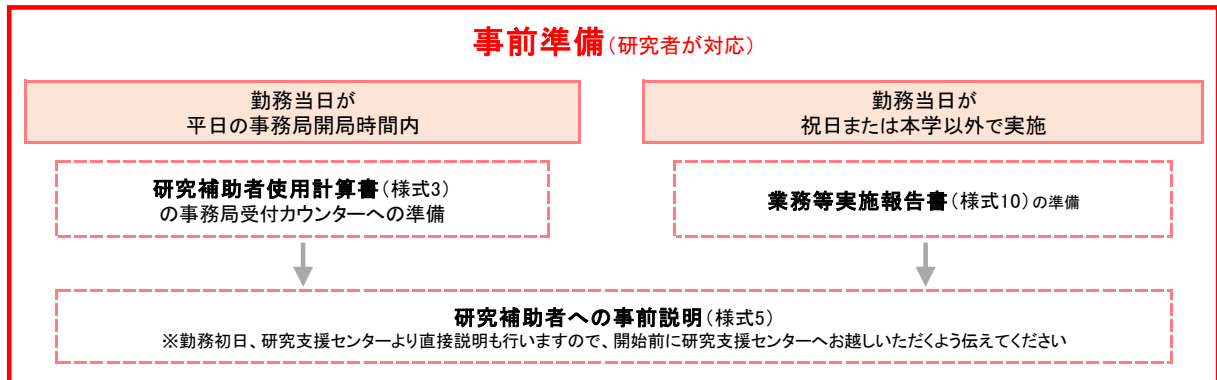 事前準備(研究者が対応)
勤務当日が
平日の事務局開局時間内
勤務当日が
祝日または本学以外で実施
研究補助者使用計算書(様式3)
の事務局受付カウンターへの準備
業務等実施報告書(様式10)の準備
研究補助者への事前説明(様式5)
※勤務初日、研究支援センターより直接説明も行いますので、開始前に研究支援センターへお越しいただくよう伝えてください